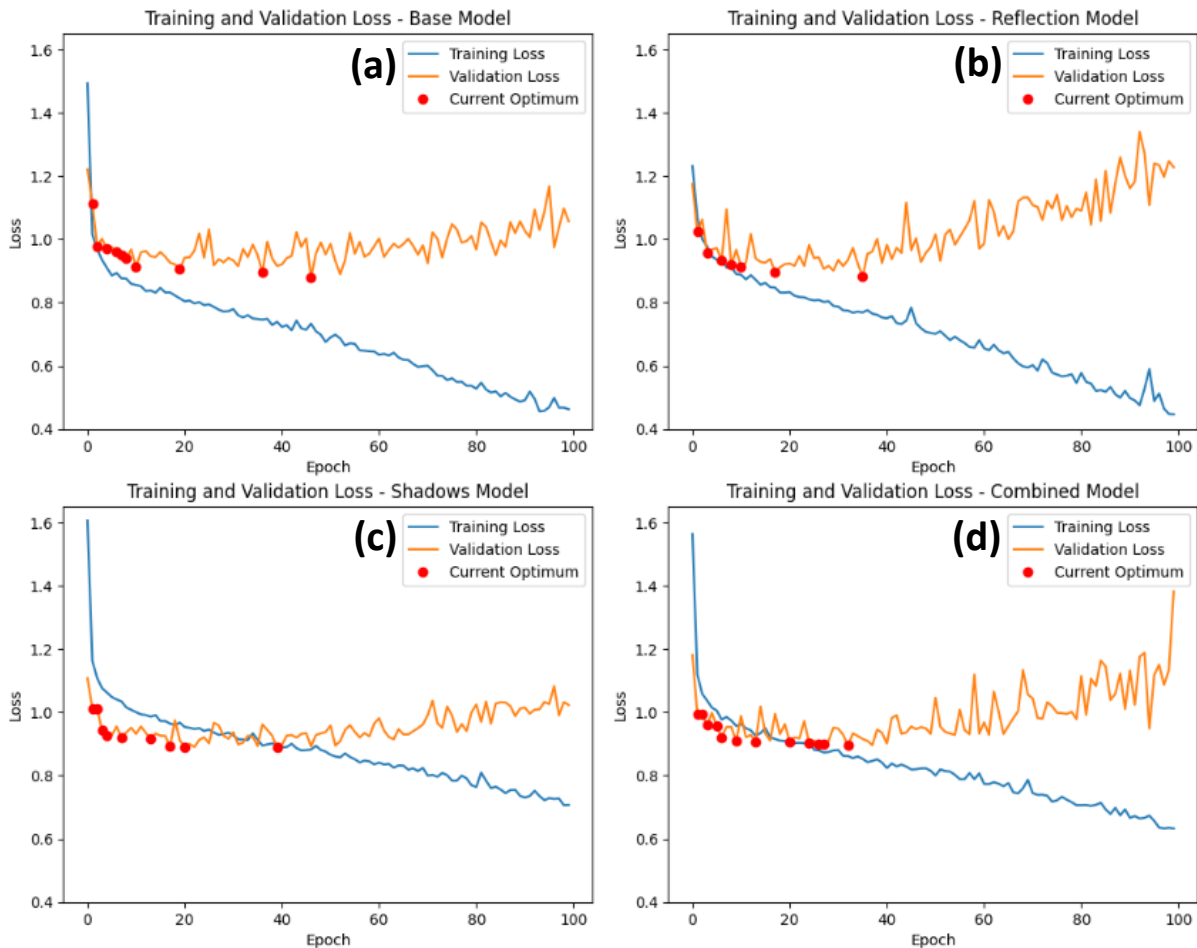 Training and Validation Loss - Base Model
(a)
Training Loss
Validation Loss
Current Optimum
1.6
1.4
1.2
1.0
0.8
0.6
0.4
Loss
0 20 40 60 80 100
Epoch
Training and Validation Loss - Reflection Model
(b)
Training Loss
Validation Loss
Current Optimum
1.6
1.4
1.2
1.0
0.8
0.6
0.4
Loss
0 20 40 60 80 100
Epoch
Training and Validation Loss - Shadows Model
(c)
Training Loss
Validation Loss
Current Optimum
1.6
1.4
1.2
1.0
0.8
0.6
0.4
Loss
0 20 40 60 80 100
Epoch
Training and Validation Loss - Combined Model
(d)
Training Loss
Validation Loss
Current Optimum
1.6
1.4
1.2
1.0
0.8
0.6
0.4
Loss
0 20 40 60 80 100
Epoch